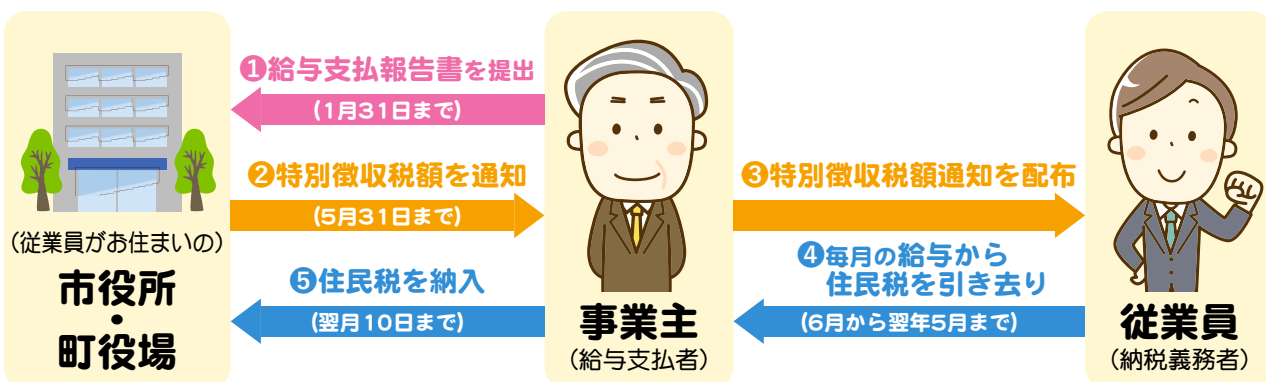 ❶給与支払報告書を提出
(1月31日まで)
❷特別徴収税額を通知
(5月31日まで)
❸特別徴収税額通知を配布
❹毎月の給与から
住民税を引き去り
(6月から翌年5月まで)
❺住民税を納入
(翌月10日まで)
(従業員がお住まいの)
市役所
・
町役場
事業主
(給与支払者)
従業員
(納税義務者)